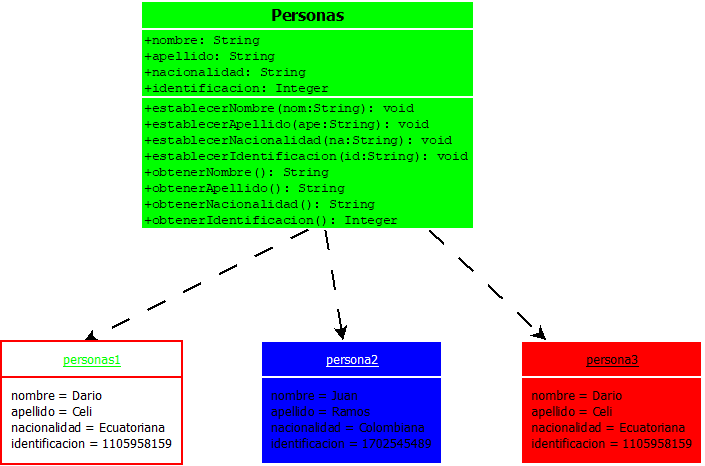 Personas
+nombre: String
+apellido: String
+nacionalidad: String
+identificacion: Integer
+establecerNombre(nom:String): void
+establecerApellido(ape:String): void
+establecerNacionalidad(na:String): void
+establecerIdentificacion(id:String): void
+obtenerNombre(): String
+obtenerApellido(): String
+obtenerNacionalidad(): String
+obtenerIdentificacion(): Integer
personas1
nombre = Dario
apellido = Celi
nacionalidad = Ecuatoriana
identificacion = 1105958159
persona2
nombre = Juan
apellido = Ramos
nacionalidad = Colombiana
identificacion = 1702545489
persona3
nombre = Dario
apellido = Celi
nacionalidad = Ecuatoriana
identificacion = 1105958159